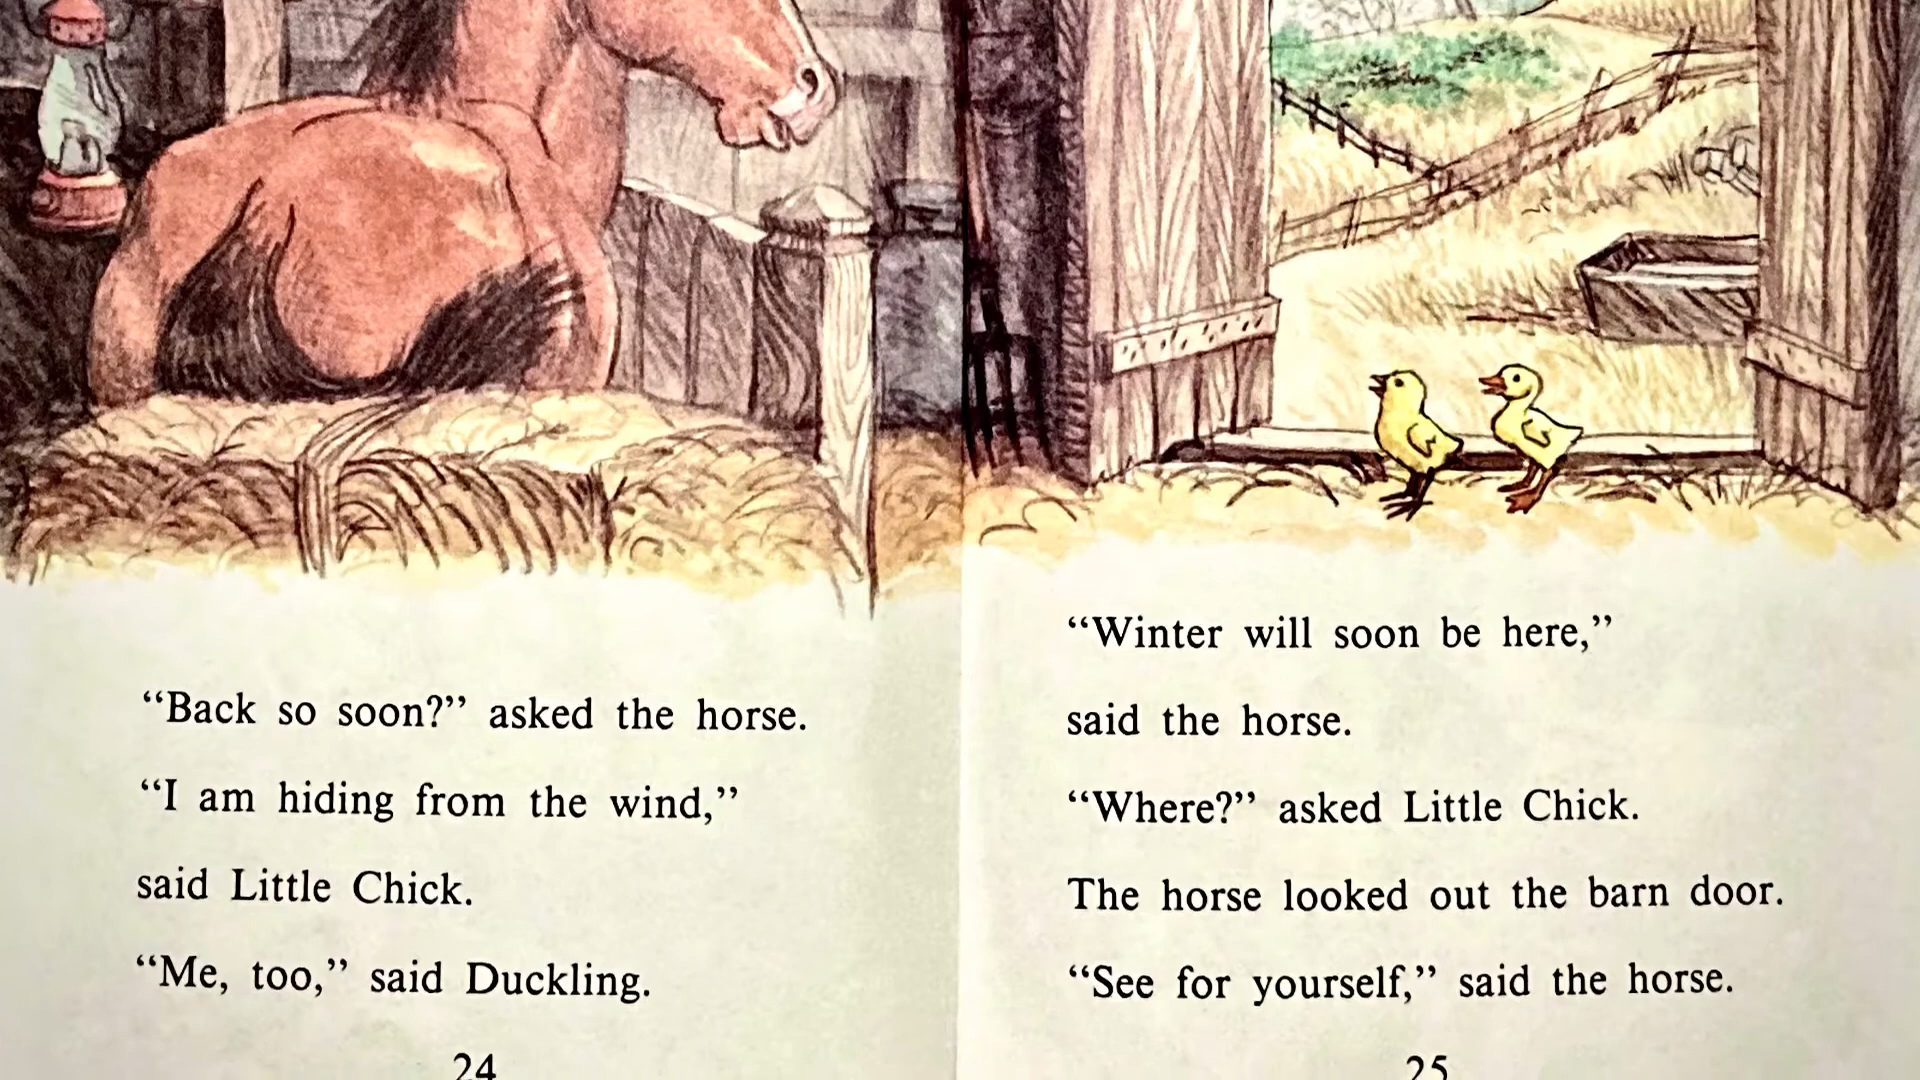 “Back so soon?” asked the horse.
“I am hiding from the wind,”
said Little Chick.
“Me, too,” said Duckling.
24
“Winter will soon be here,”
said the horse.
“Where?” asked Little Chick.
The horse looked out the barn door.
“See for yourself,” said the horse.
25